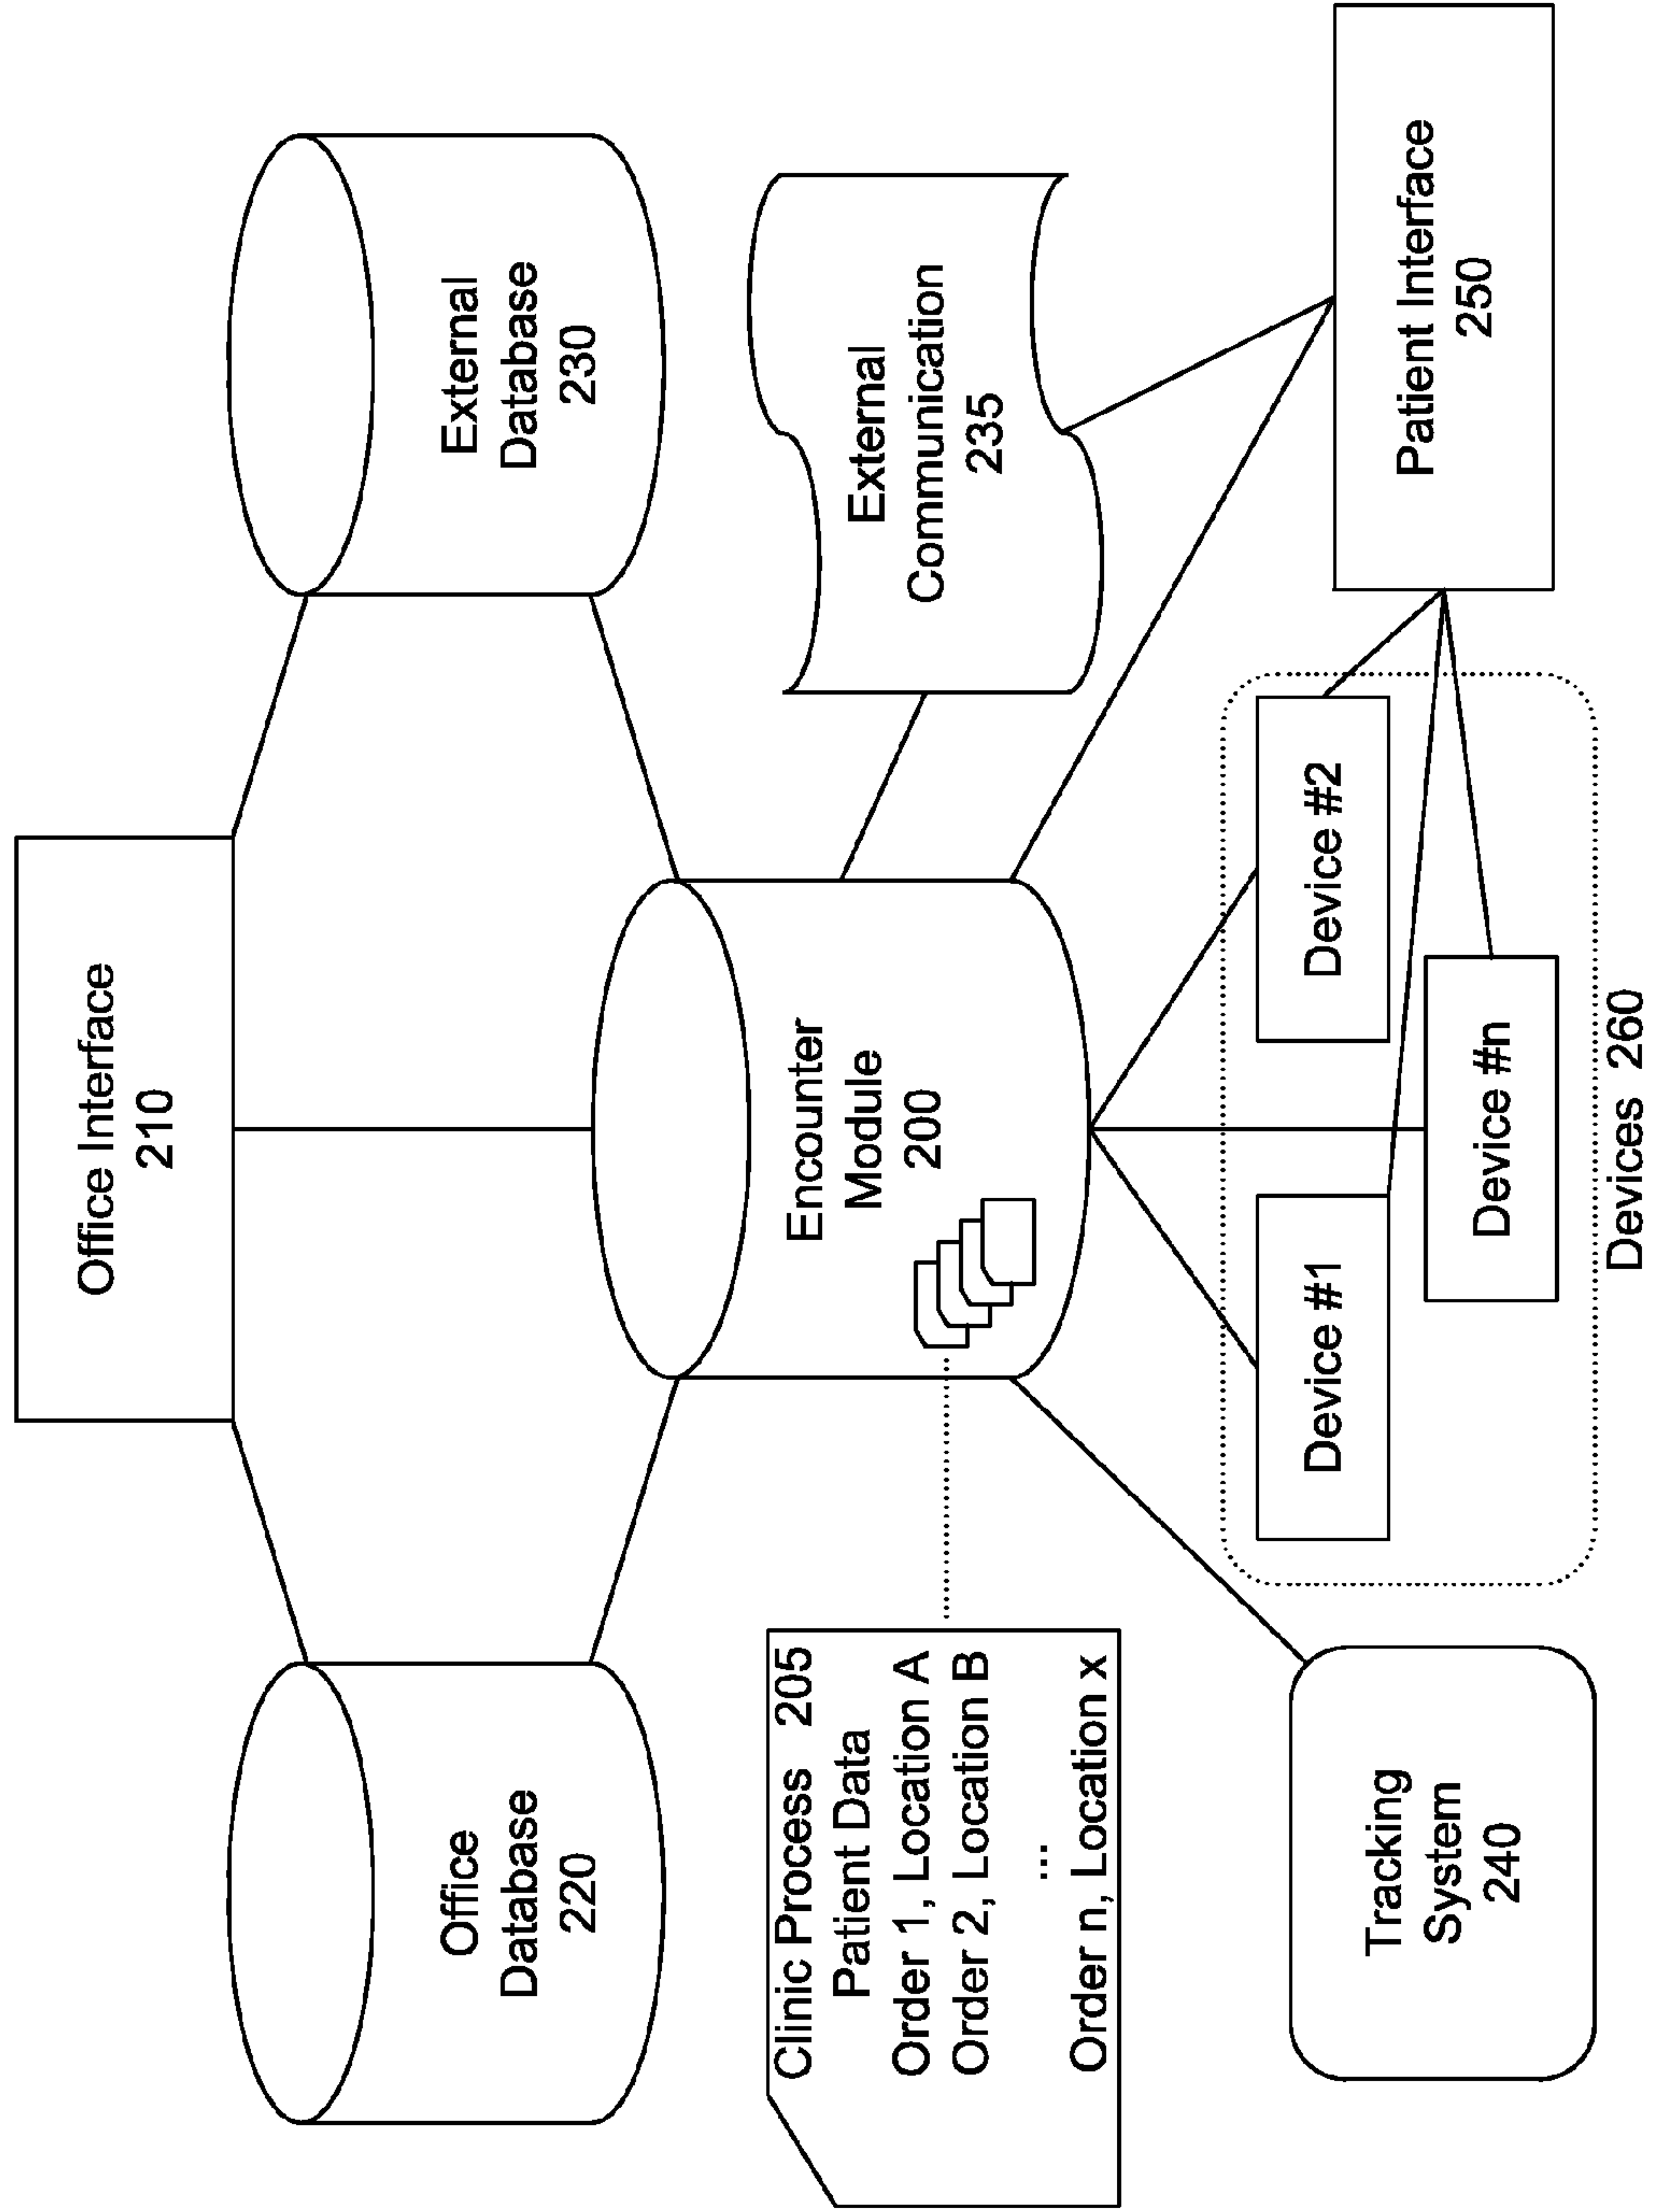 Office Interface
210
Office
Database
220
External
Database
230
Encounter
Module
200
Clinic Process 205
Patient Data
Order 1, Location A
Order 2, Location B
...
Order n, Location x
External
Communication
235
Tracking
System
240
Device #1
Device #2
Device #n
Devices 260
Patient Interface
250